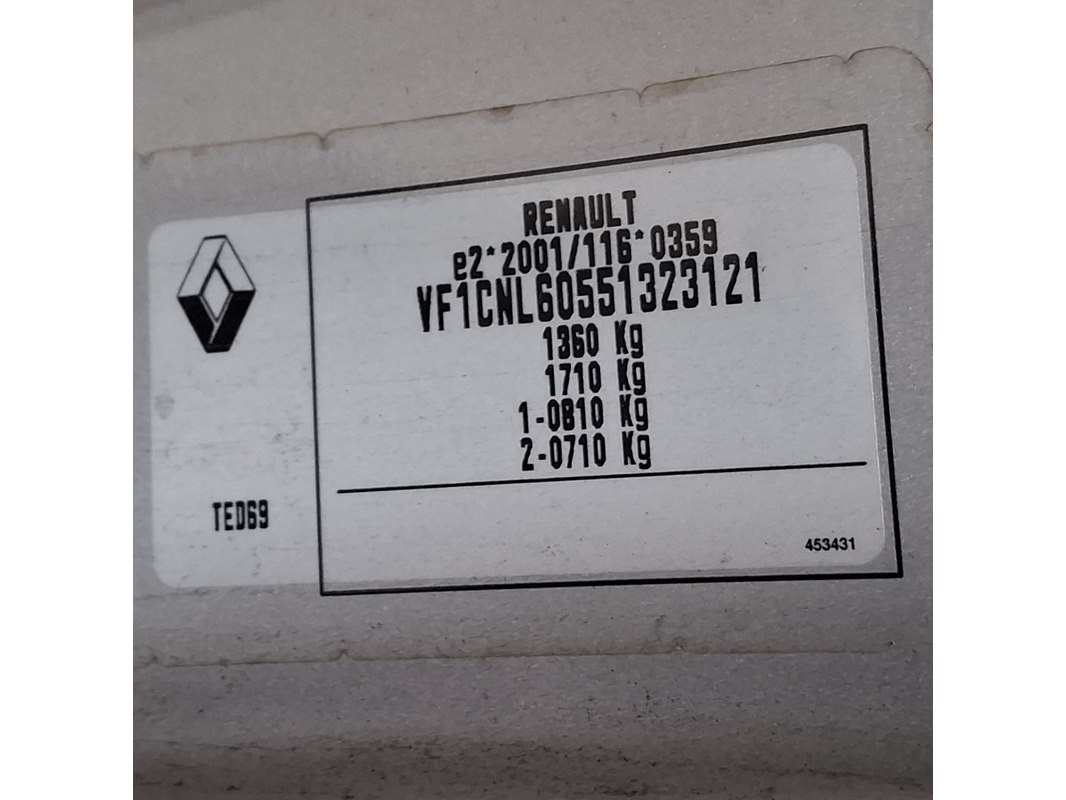 RENAULT
e2*2001/116*0359
VF1CNL60551323121
1360 Kg
1710 Kg
1-0810 Kg
2-0710 Kg
TED69
453431